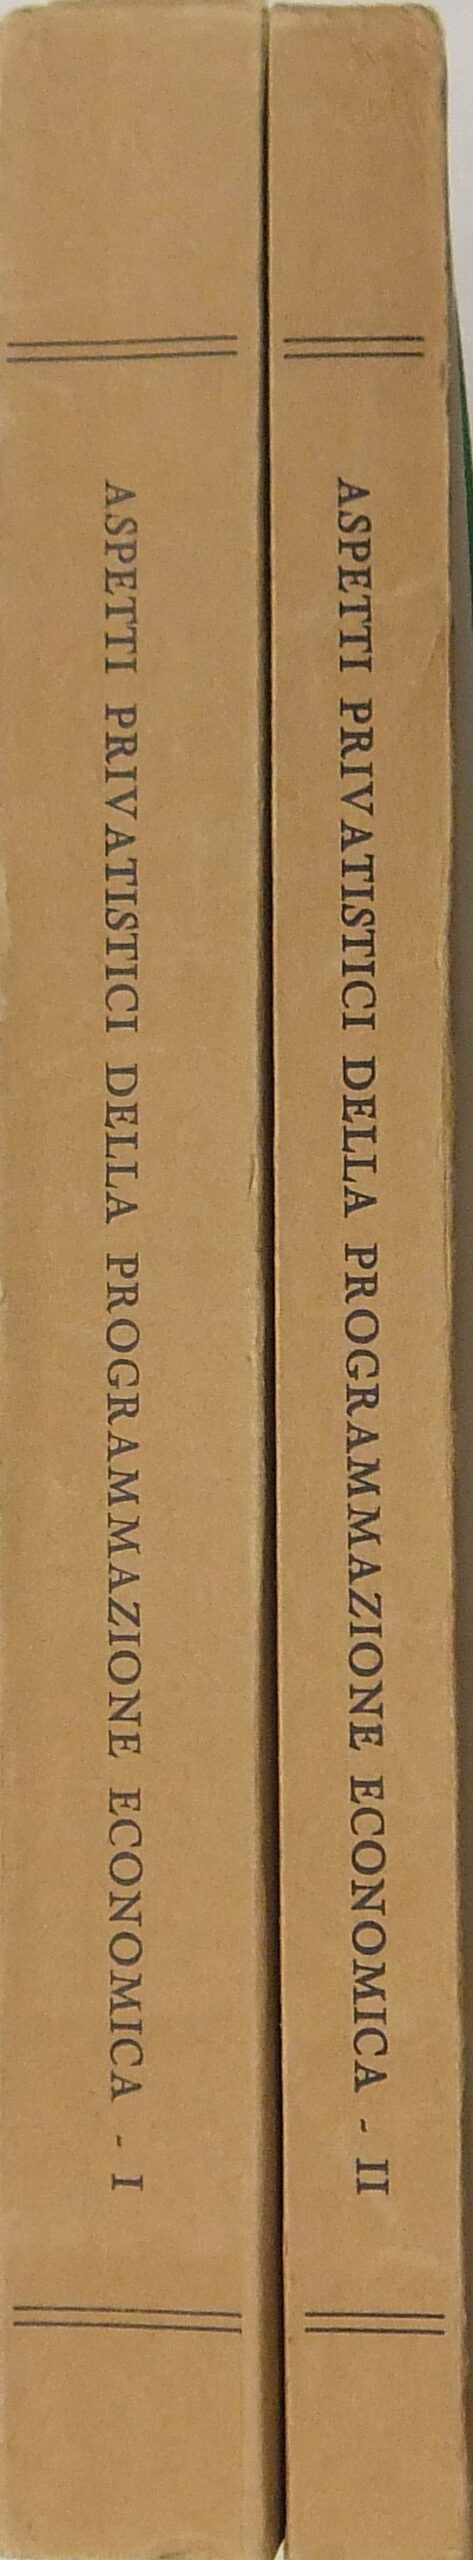 ASPETTI PRIVATISTICI DELLA PROGRAMMAZIONE ECONOMICA - I
ASPETTI PRIVATISTICI DELLA PROGRAMMAZIONE ECONOMICA - II